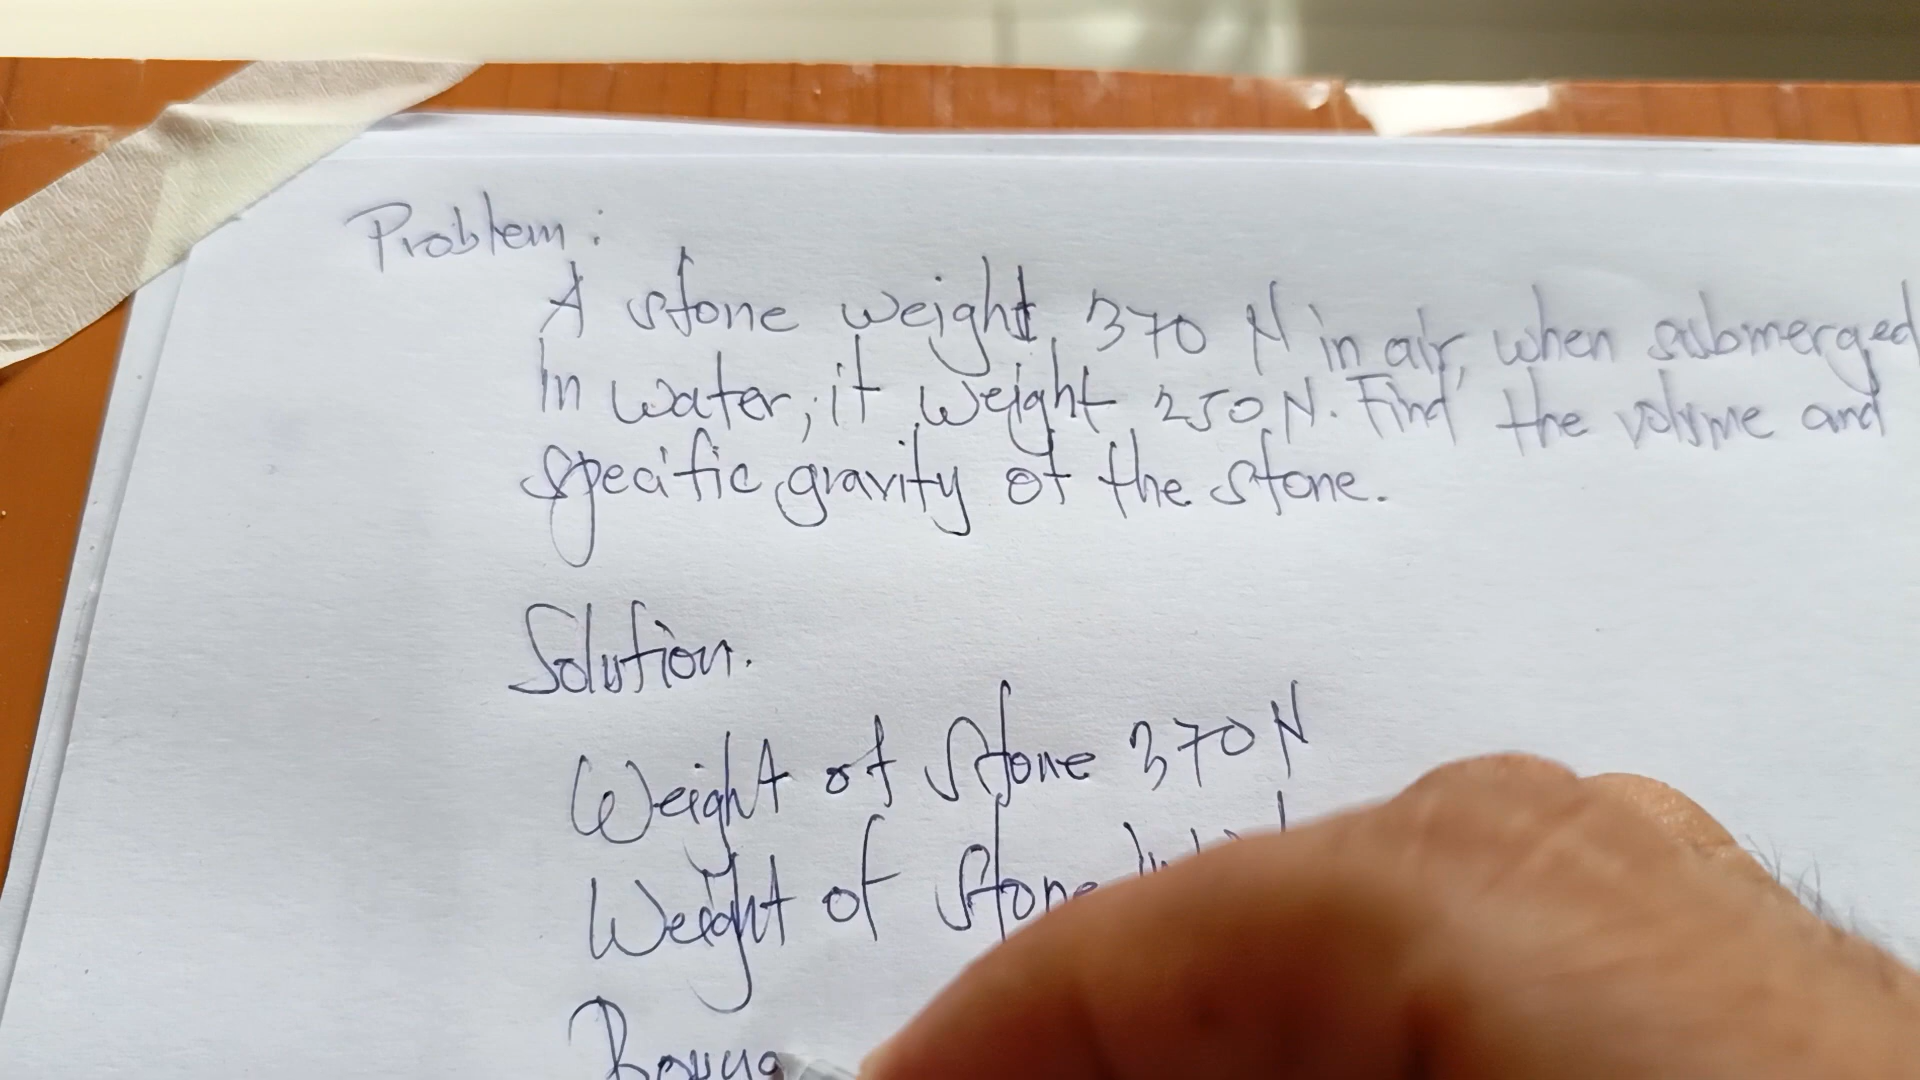 Problem:
A stone weight 370 N in air, when submerged
in water, it weight 250 N. Find the volume and
specific gravity of the stone.
Solution.
Weight of stone 370 N
Weight of stone